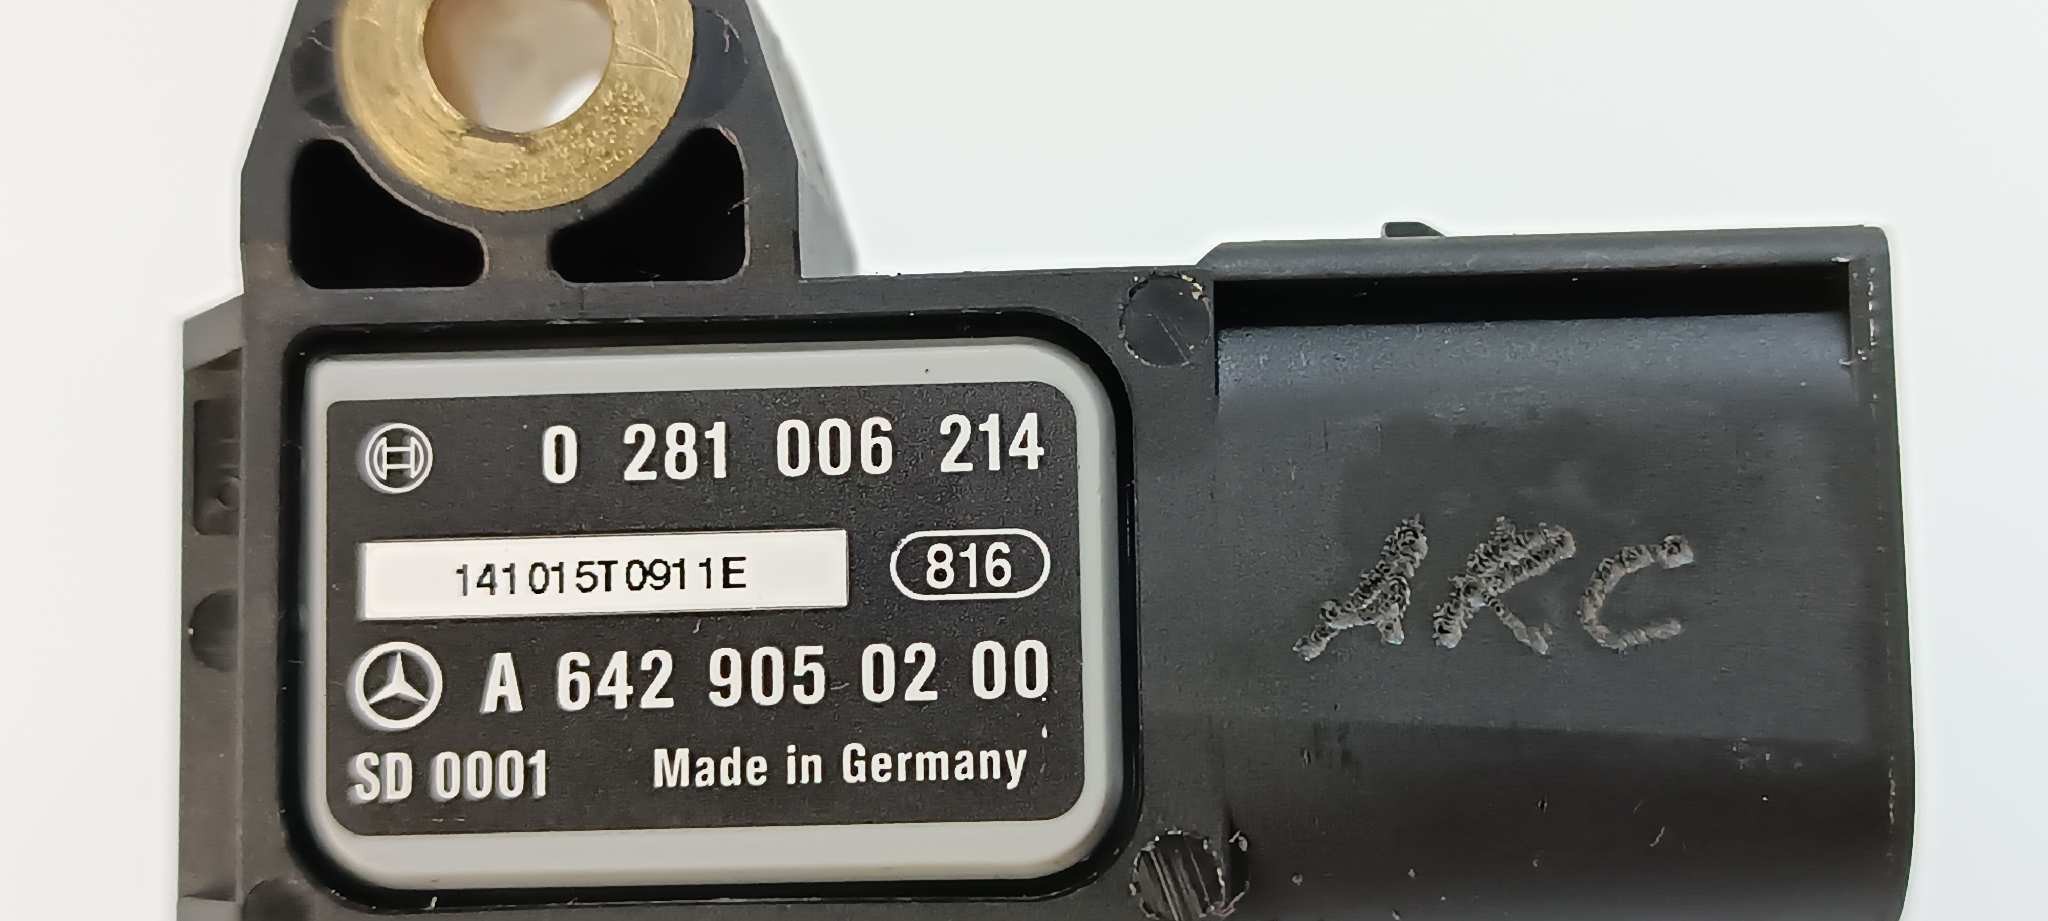 0 281 006 214
141015T0911E 816
A 642 905 02 00
SD 0001 Made in Germany
ARC